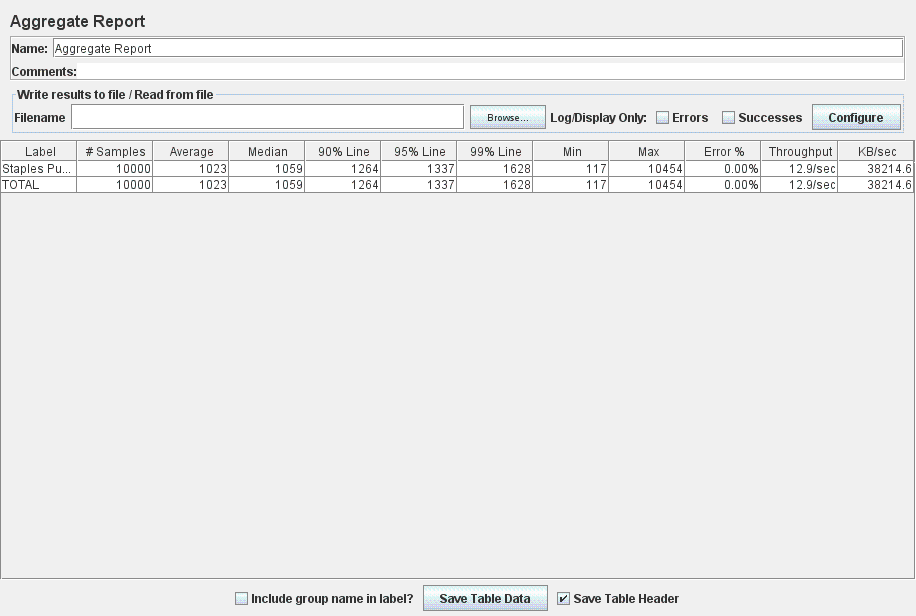 Aggregate Report
Name: Aggregate Report
Comments:
Write results to file / Read from file
Filename Browse... Log/Display Only: Errors Successes Configure
Label # Samples Average Median 90% Line 95% Line 99% Line Min Max Error % Throughput KB/sec
Staples Pu... 10000 1023 1059 1264 1337 1628 117 10454 0.00% 12.9/sec 38214.6
TOTAL 10000 1023 1059 1264 1337 1628 117 10454 0.00% 12.9/sec 38214.6
Include group name in label? Save Table Data Save Table Header